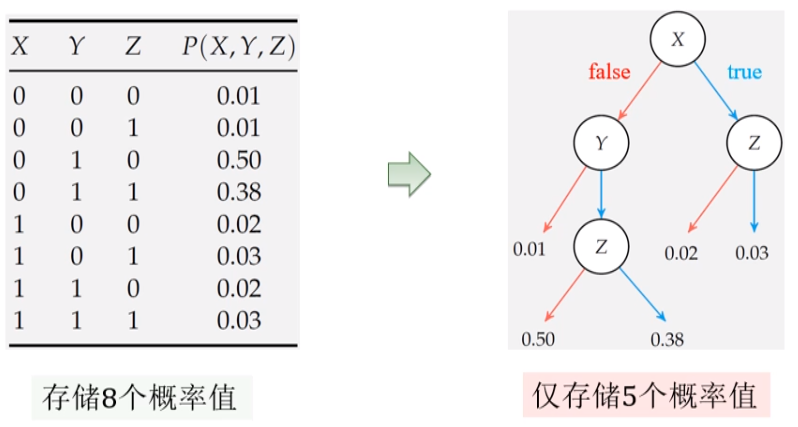 X Y Z P(X,Y,Z)
0 0 0 0.01
0 0 1 0.01
0 1 0 0.50
0 1 1 0.38
1 0 0 0.02
1 0 1 0.03
1 1 0 0.02
1 1 1 0.03
存储8个概率值
X
false true
Y Z
0.01 Z 0.02 0.03
0.50 0.38
仅存储5个概率值